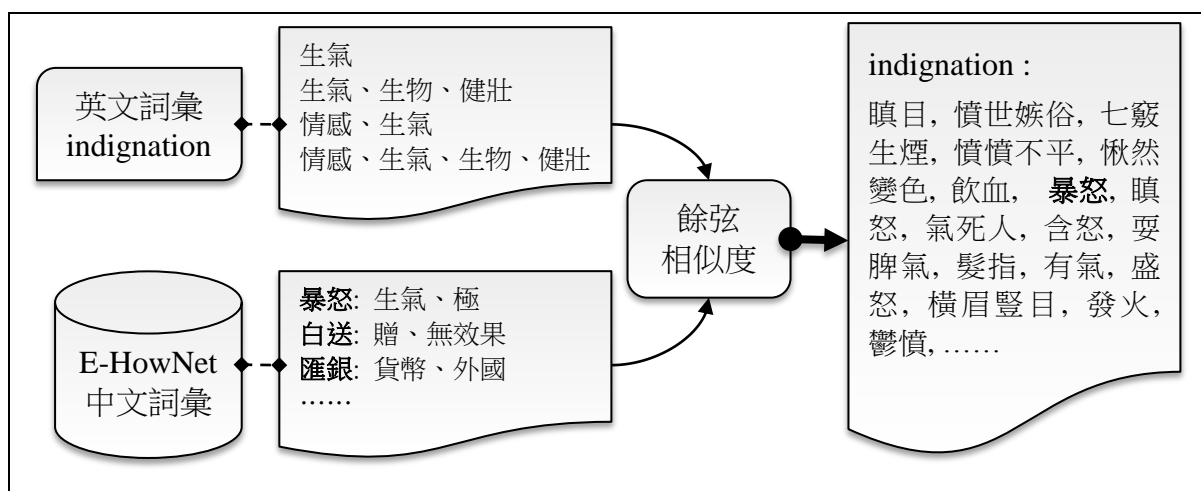 英文詞彙
indignation
生氣
生氣、生物、健壯
情感、生氣
情感、生氣、生物、健壯
E-HowNet
中文詞彙
暴怒: 生氣、極
白送: 贈、無效果
匯銀: 貨幣、外國
……
餘弦
相似度
indignation :
瞋目, 憤世嫉俗, 七竅
生煙, 憤憤不平, 愀然
變色, 飲血, 暴怒, 瞋
怒, 氣死人, 含怒, 耍
脾氣, 髮指, 有氣, 盛
怒, 橫眉豎目, 發火,
鬱憤, ……